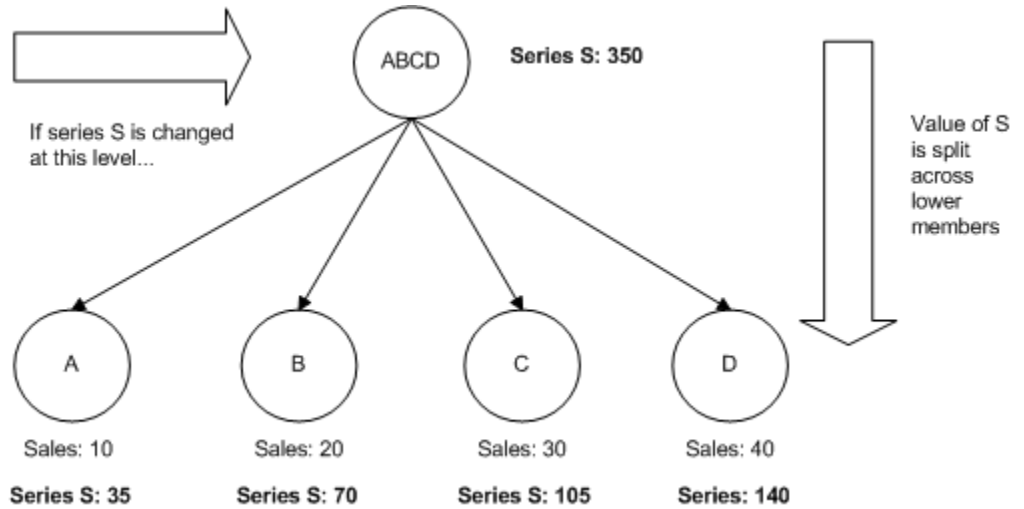 ABCD
Series S: 350
If series S is changed
at this level...
Value of S
is split
across
lower
members
A
B
C
D
Sales: 10
Sales: 20
Sales: 30
Sales: 40
Series S: 35
Series S: 70
Series S: 105
Series: 140